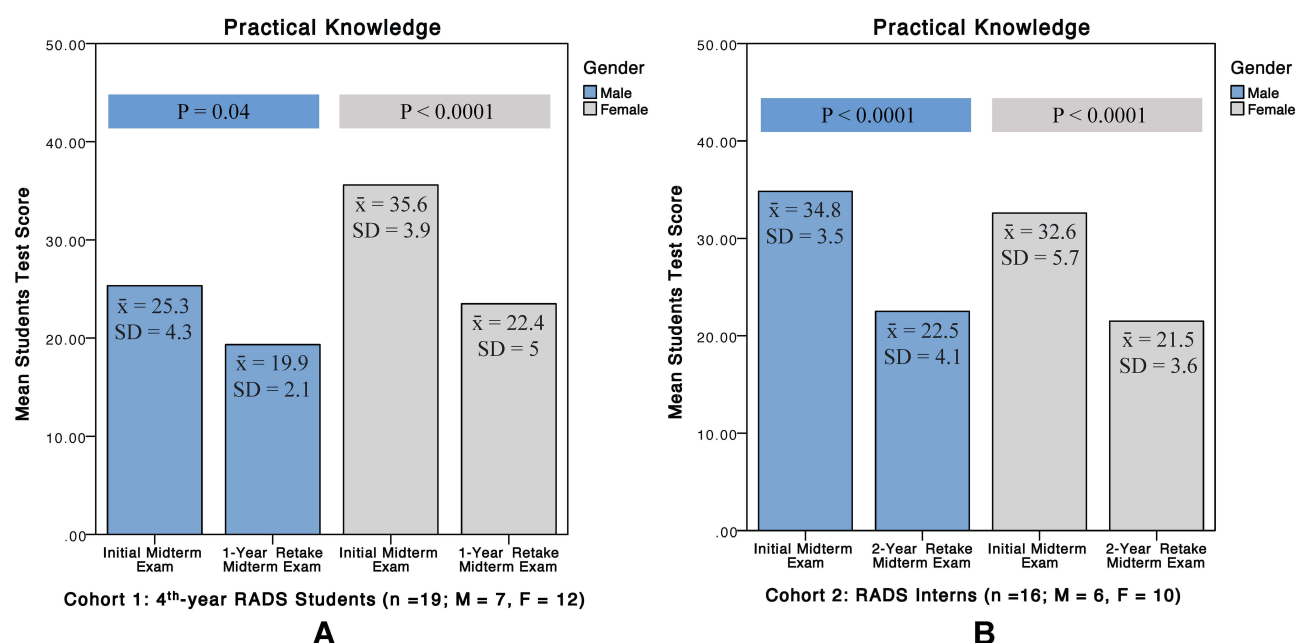 Practical Knowledge
50.00
40.00
30.00
20.00
10.00
.00
Mean Students Test Score
Gender
Male
Female
P = 0.04
P < 0.0001
x̄ = 25.3
SD = 4.3
x̄ = 19.9
SD = 2.1
x̄ = 35.6
SD = 3.9
x̄ = 22.4
SD = 5
Initial Midterm
Exam
1-Year Retake
Midterm Exam
Initial Midterm
Exam
1-Year Retake
Midterm Exam
Cohort 1: 4th-year RADS Students (n =19; M = 7, F = 12)
A
Practical Knowledge
50.00
40.00
30.00
20.00
10.00
.00
Mean Students Test Score
Gender
Male
Female
P < 0.0001
P < 0.0001
x̄ = 34.8
SD = 3.5
x̄ = 22.5
SD = 4.1
x̄ = 32.6
SD = 5.7
x̄ = 21.5
SD = 3.6
Initial Midterm
Exam
2-Year Retake
Midterm Exam
Initial Midterm
Exam
2-Year Retake
Midterm Exam
Cohort 2: RADS Interns (n =16; M = 6, F = 10)
B